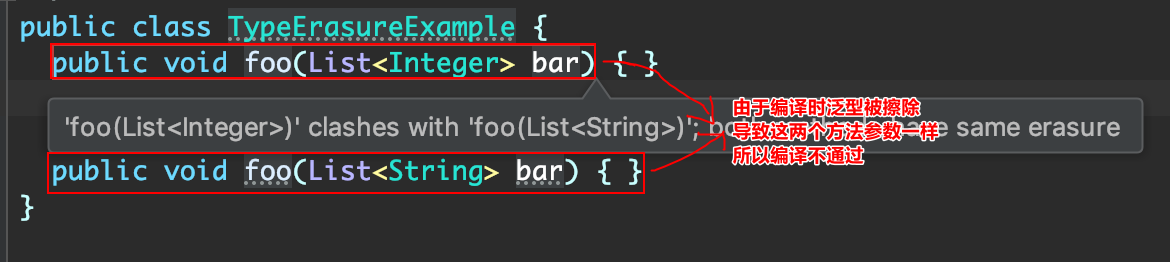 public class TypeErasureExample {
public void foo(List<Integer> bar) { }
由于编译时泛型被擦除
导致这两个方法参数一样
所以编译不通过
'foo(List<Integer>)' clashes with 'foo(List<String>)'; same erasure
public void foo(List<String> bar) { }
}